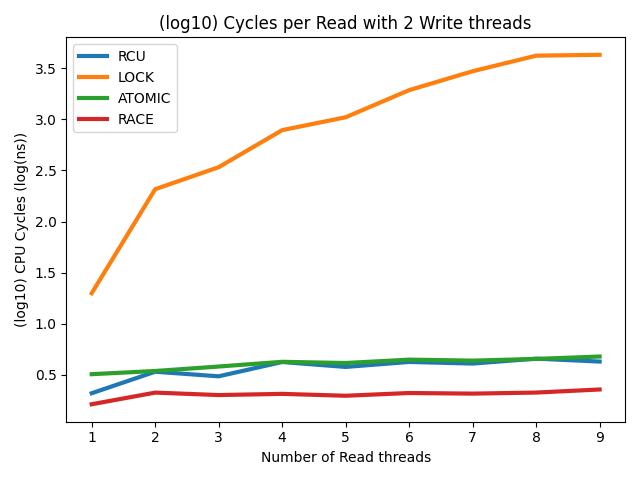 (log10) Cycles per Read with 2 Write threads
RCU
LOCK
ATOMIC
RACE
(log10) CPU Cycles (log(ns))
3.5
3.0
2.5
2.0
1.5
1.0
0.5
1 2 3 4 5 6 7 8 9
Number of Read threads